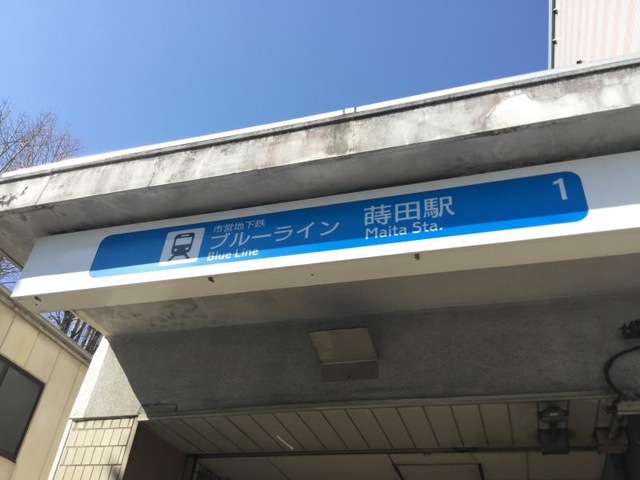 市営地下鉄
ブルーライン
Blue Line
蒔田駅
Maita Sta.
1